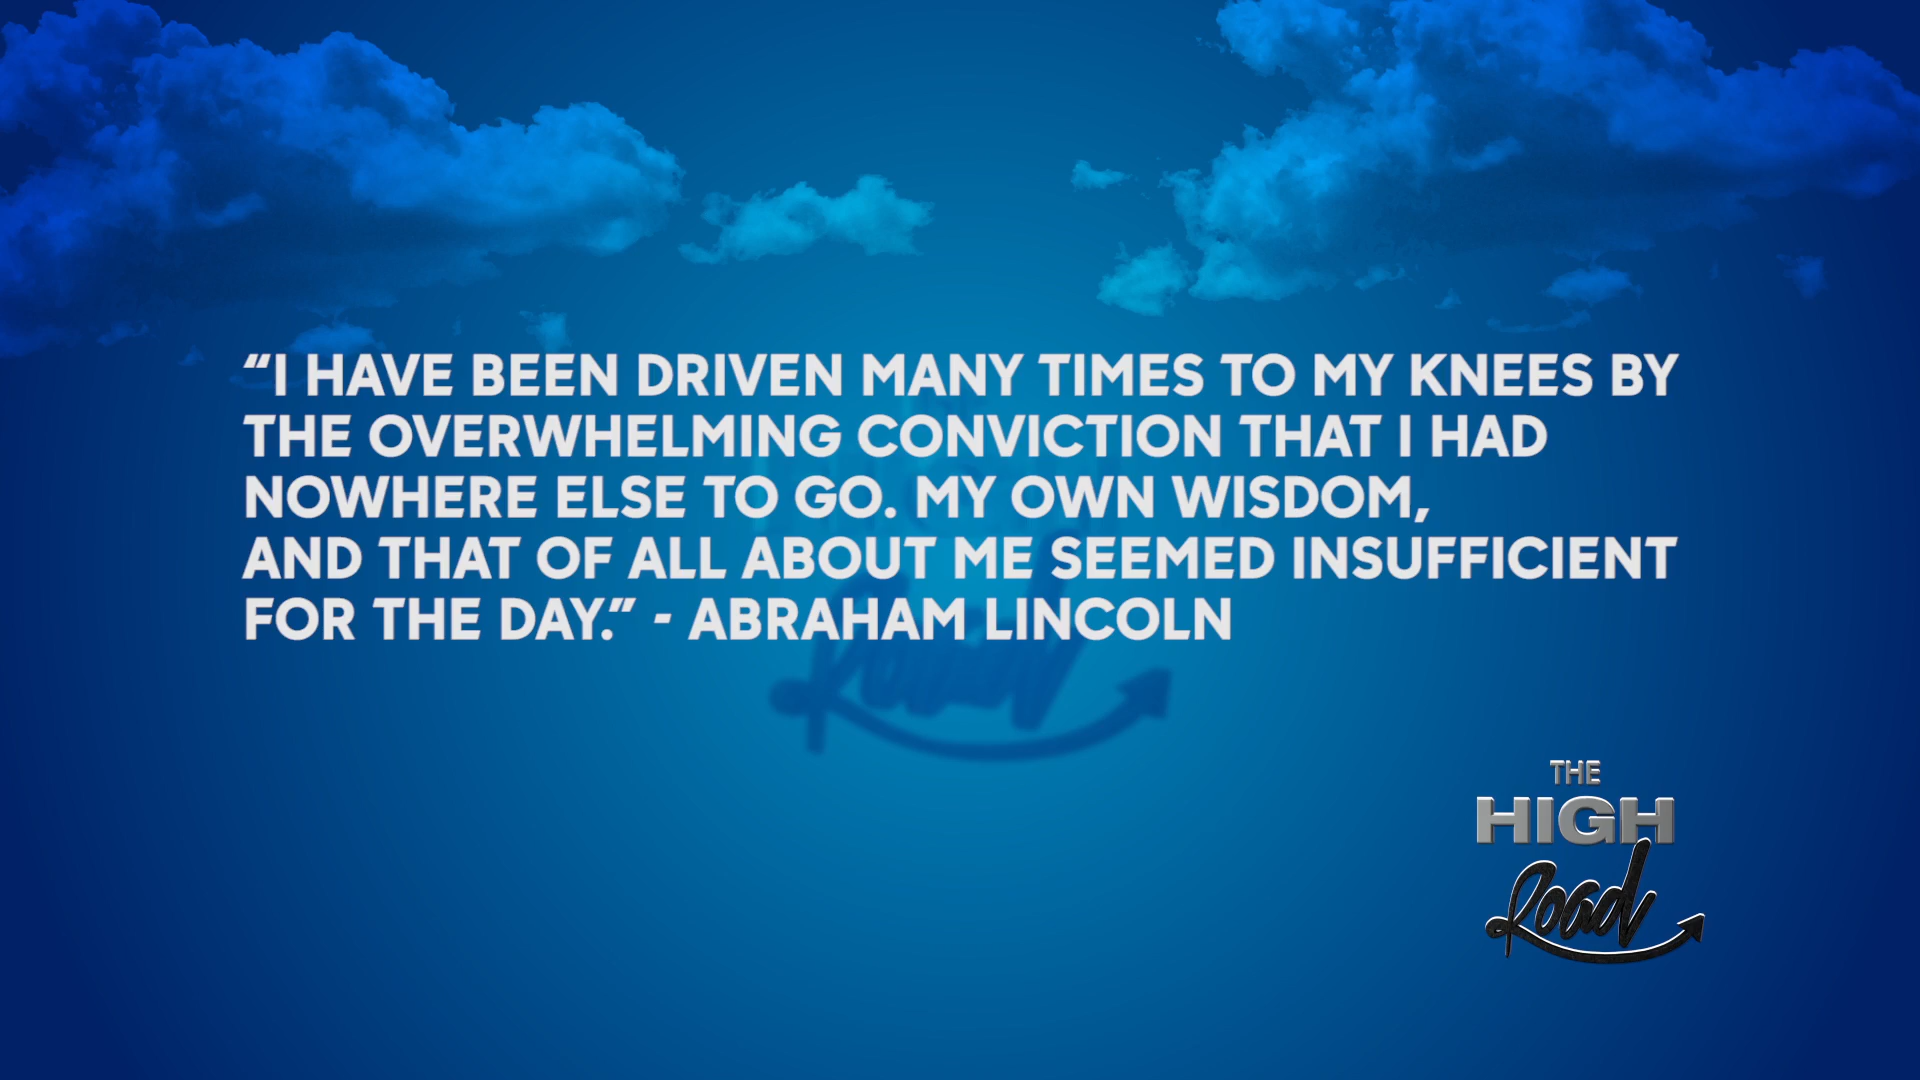 “I HAVE BEEN DRIVEN MANY TIMES TO MY KNEES BY
THE OVERWHELMING CONVICTION THAT I HAD
NOWHERE ELSE TO GO. MY OWN WISDOM,
AND THAT OF ALL ABOUT ME SEEMED INSUFFICIENT
FOR THE DAY.” - ABRAHAM LINCOLN
Road
THE
HIGH
Road